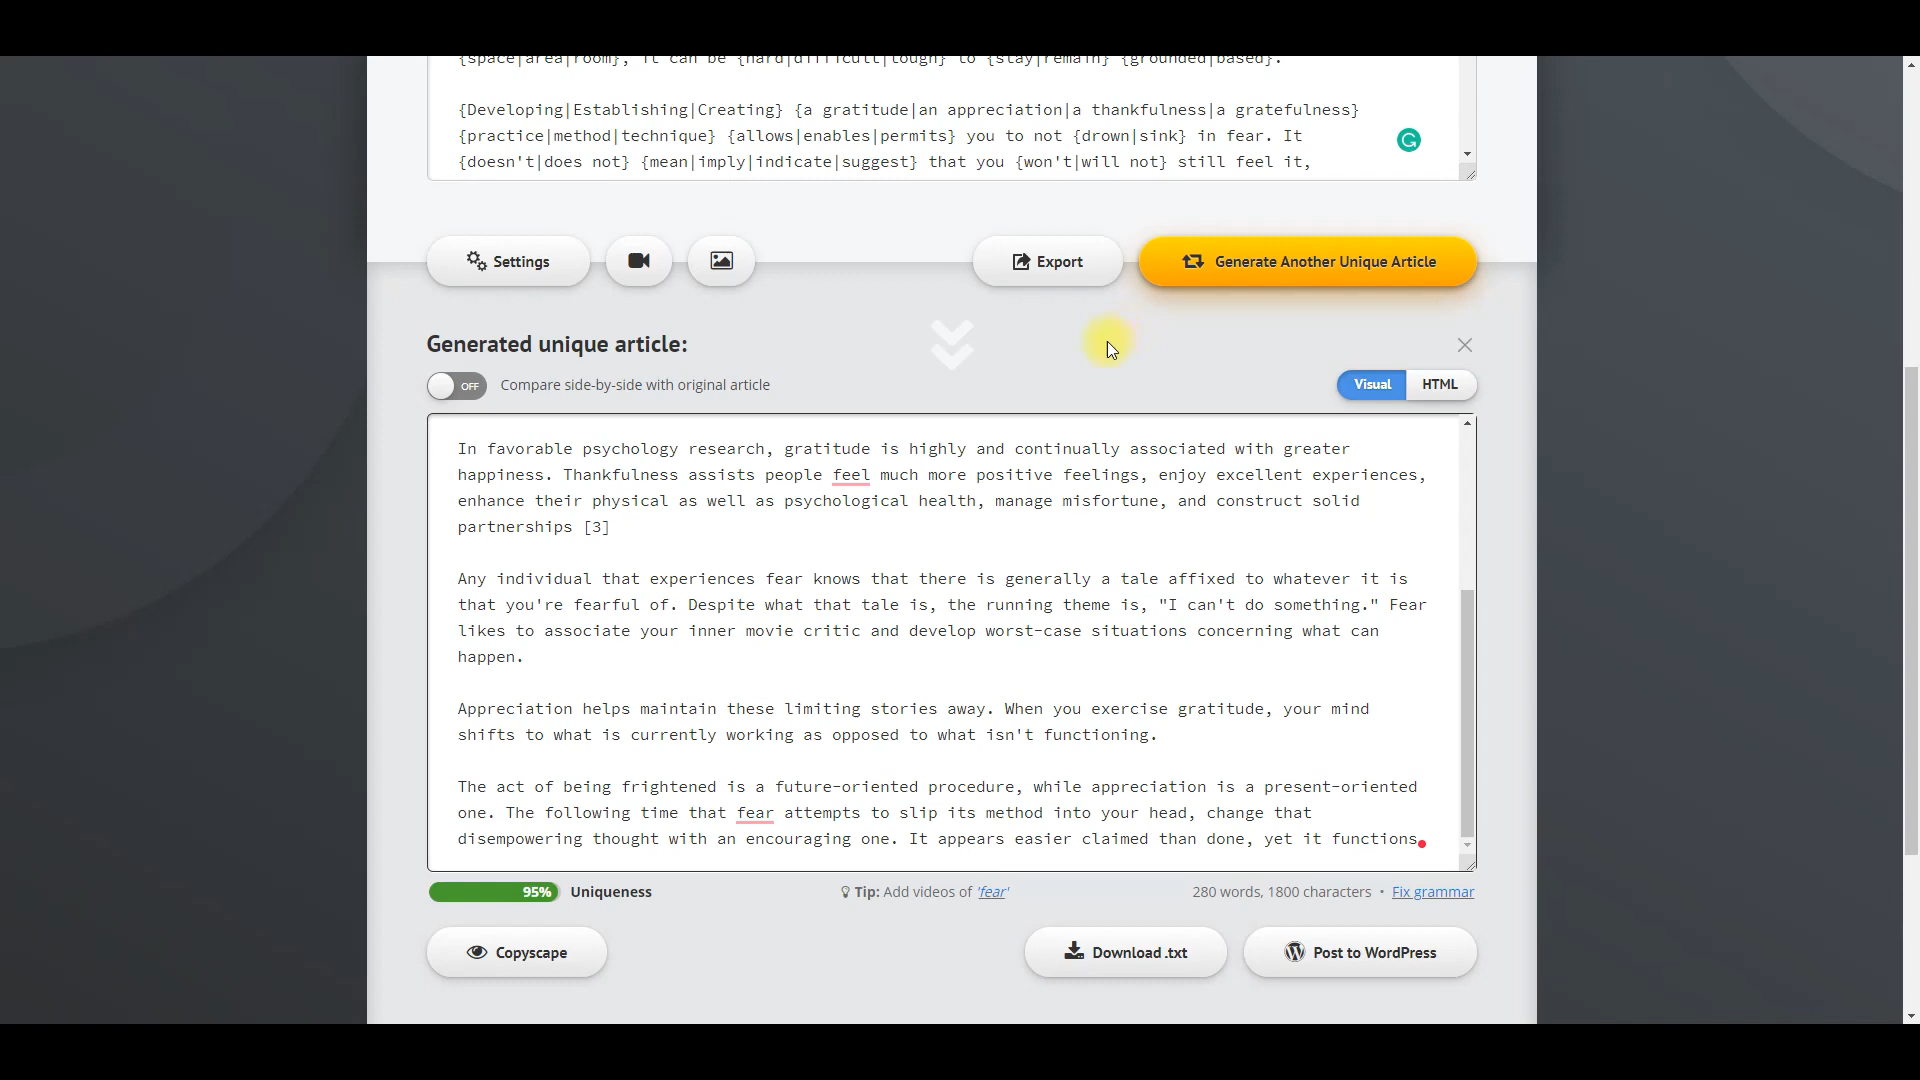 {space|area|room}, it can be {hard|difficult|tough} to {stay|remain} {grounded|based}.
{Developing|Establishing|Creating} {a gratitude|an appreciation|a thankfulness|a gratefulness}
{practice|method|technique} {allows|enables|permits} you to not {drown|sink} in fear. It
{doesn't|does not} {mean|imply|indicate|suggest} that you {won't|will not} still feel it,
Settings
Export
Generate Another Unique Article
Generated unique article:
OFF
Compare side-by-side with original article
Visual
HTML
In favorable psychology research, gratitude is highly and continually associated with greater
happiness. Thankfulness assists people feel much more positive feelings, enjoy excellent experiences,
enhance their physical as well as psychological health, manage misfortune, and construct solid
partnerships [3]
Any individual that experiences fear knows that there is generally a tale affixed to whatever it is
that you're fearful of. Despite what that tale is, the running theme is, "I can't do something." Fear
likes to associate your inner movie critic and develop worst-case situations concerning what can
happen.
Appreciation helps maintain these limiting stories away. When you exercise gratitude, your mind
shifts to what is currently working as opposed to what isn't functioning.
The act of being frightened is a future-oriented procedure, while appreciation is a present-oriented
one. The following time that fear attempts to slip its method into your head, change that
disempowering thought with an encouraging one. It appears easier claimed than done, yet it functions.
95%
Uniqueness
Tip: Add videos of 'fear'
280 words, 1800 characters • Fix grammar
Copyscape
Download .txt
Post to WordPress